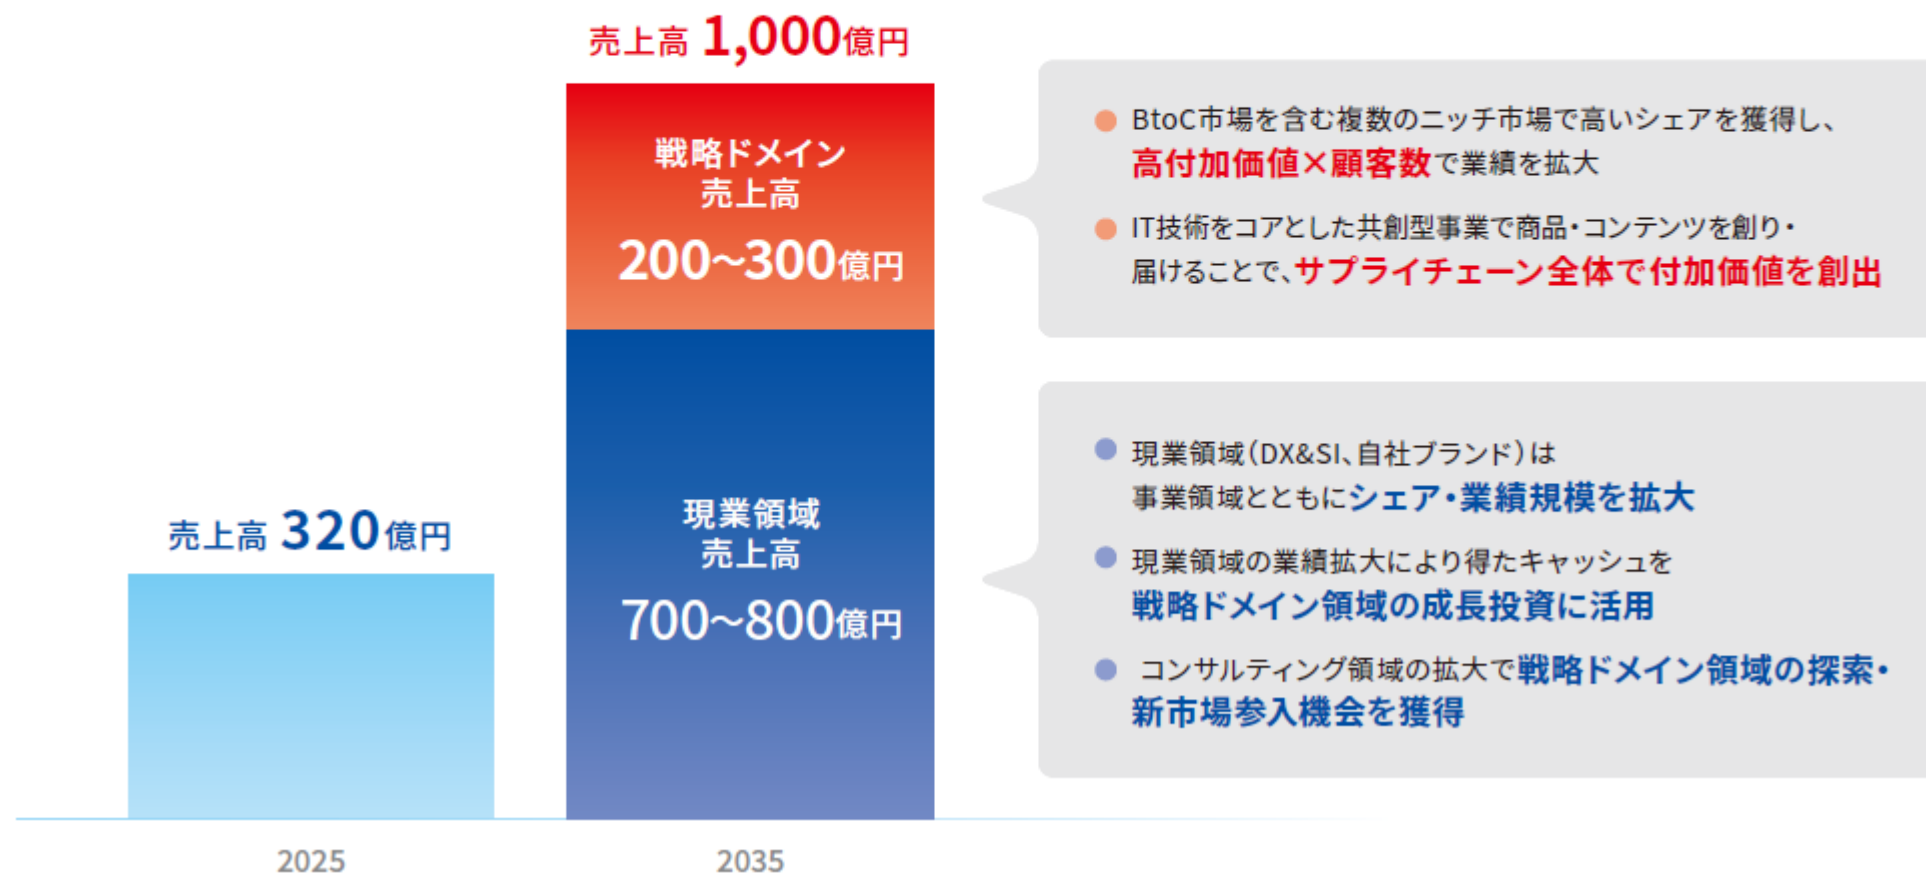 売上高 1,000億円
戦略ドメイン
売上高
200～300億円
現業領域
売上高
700～800億円
売上高 320億円
2025
2035
BtoC市場を含む複数のニッチ市場で高いシェアを獲得し、
高付加価値×顧客数で業績を拡大
IT技術をコアとした共創型事業で商品・コンテンツを創り・
届けることで、サプライチェーン全体で付加価値を創出
現業領域（DX&SI、自社ブランド）は
事業領域とともにシェア・業績規模を拡大
現業領域の業績拡大により得たキャッシュを
戦略ドメイン領域の成長投資に活用
コンサルティング領域の拡大で戦略ドメイン領域の探索・
新市場参入機会を獲得